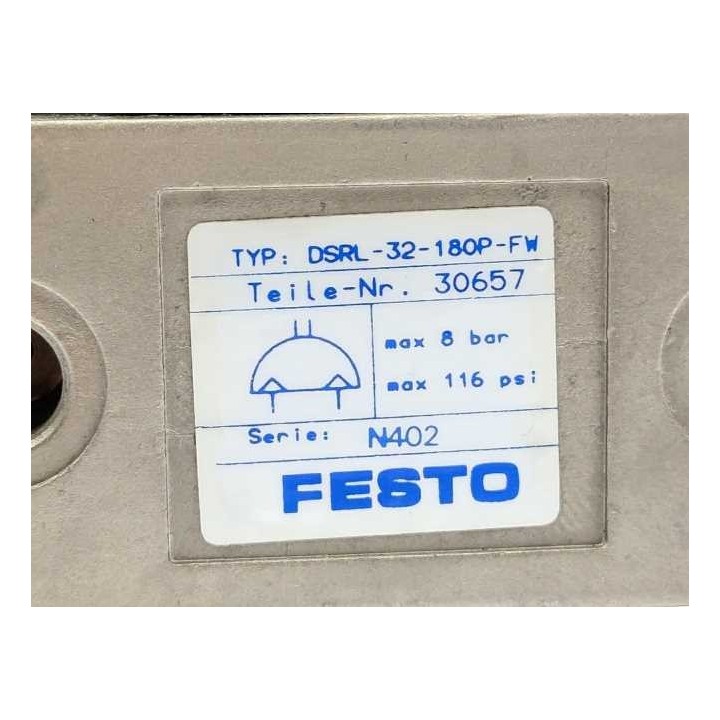 TYP: DSRL-32-180P-FW
Teile-Nr. 30657
max 8 bar
max 116 psi
Serie: N402
FESTO